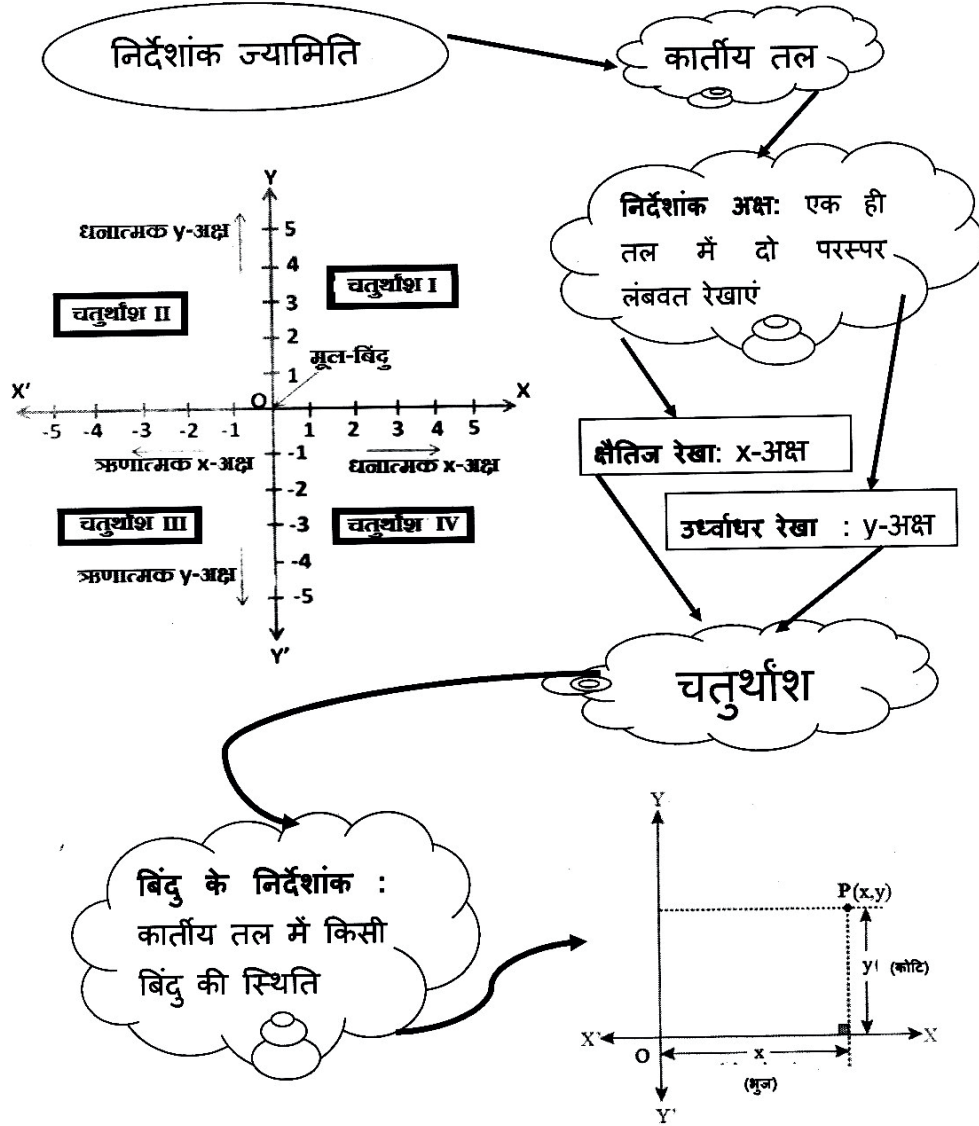 निर्देशांक ज्यामिति
कार्तीय तल
निर्देशांक अक्ष: एक ही
तल में दो परस्पर
लंबवत रेखाएं
Y
धनात्मक y-अक्ष
5
4
चतुर्थांश I
3
चतुर्थांश II
2
मूल-बिंदु
1
X' O X
-5 -4 -3 -2 -1 1 2 3 4 5
-1
ऋणात्मक x-अक्ष धनात्मक x-अक्ष
-2
चतुर्थांश III -3 चतुर्थांश IV
-4
ऋणात्मक y-अक्ष
-5
Y'
क्षैतिज रेखा: x-अक्ष
उर्ध्वाधर रेखा : y-अक्ष
चतुर्थांश
बिंदु के निर्देशांक :
कार्तीय तल में किसी
बिंदु की स्थिति
Y
P(x,y)
y (कोटि)
X' O x X
(भुज)
Y'